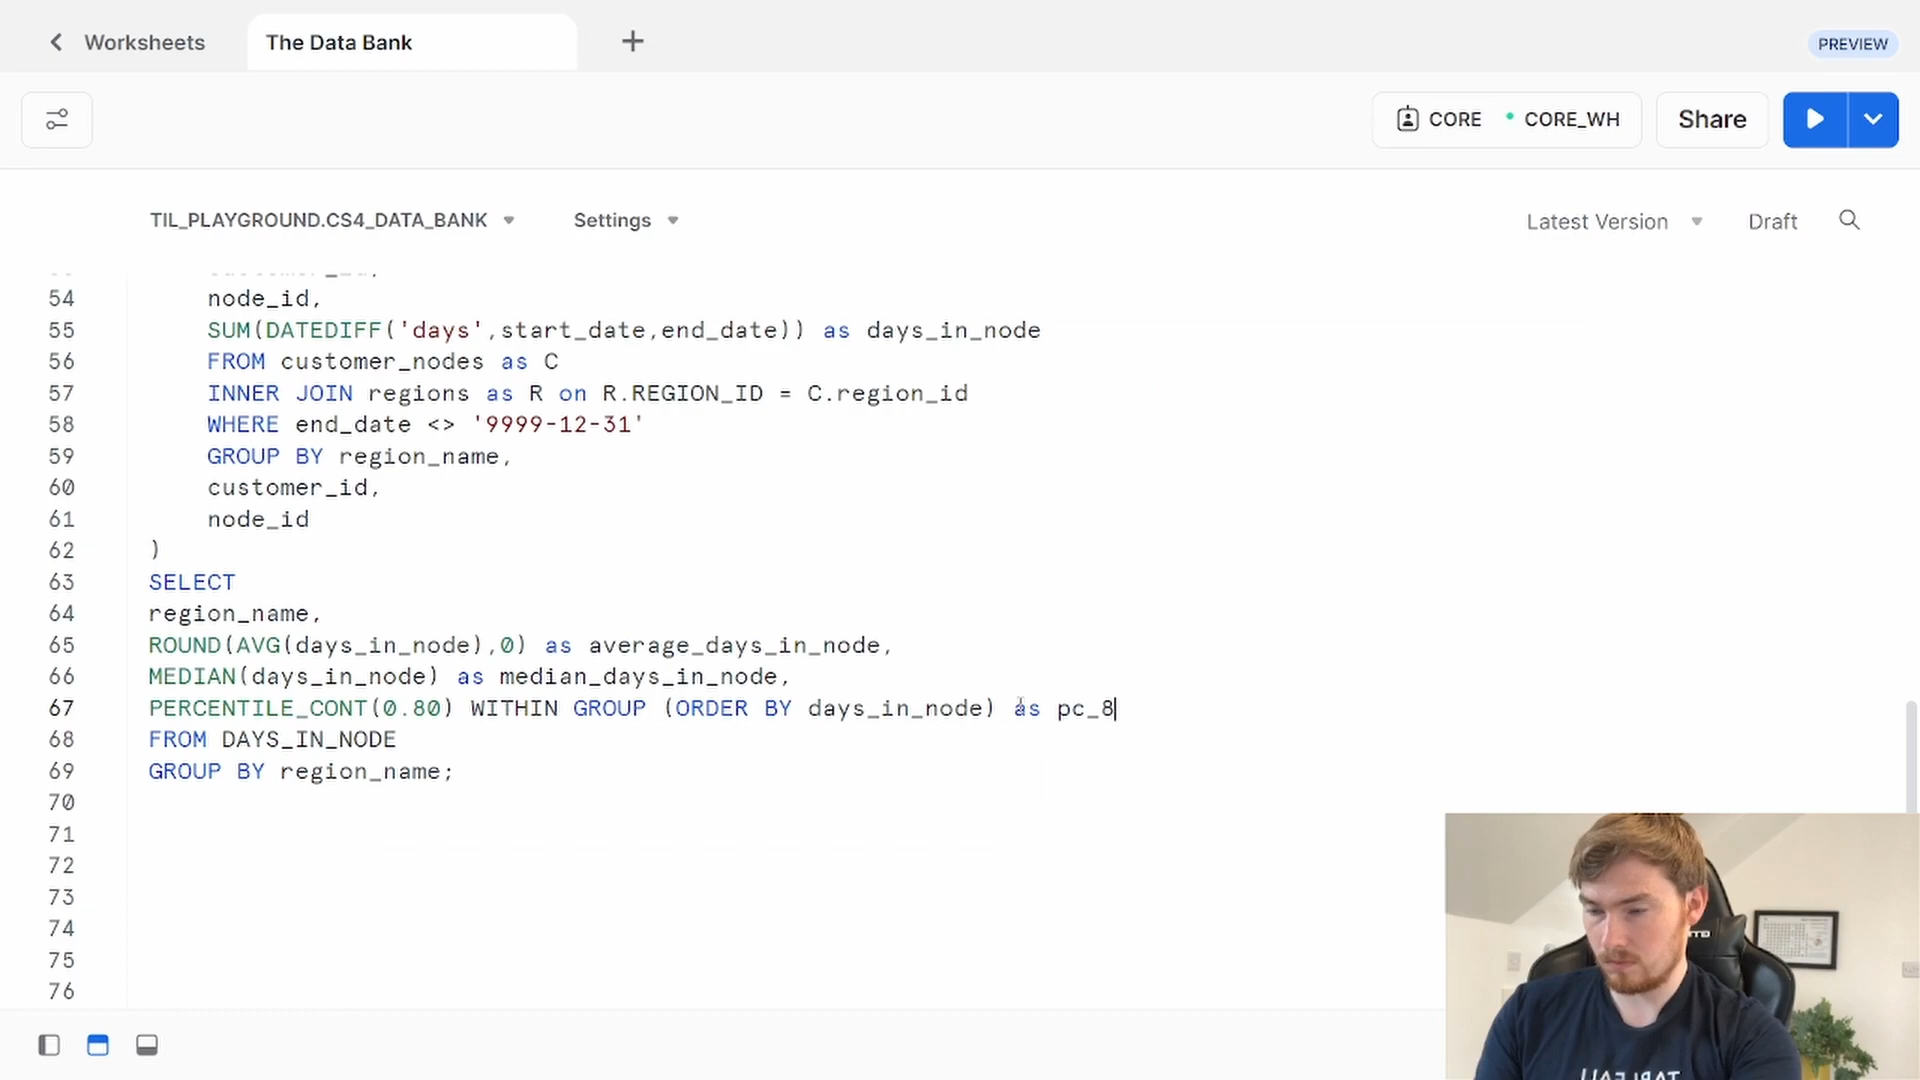 Worksheets
The Data Bank
+
PREVIEW
CORE
CORE_WH
Share
TIL_PLAYGROUND.CS4_DATA_BANK
Settings
Latest Version
Draft
54 node_id,
55 SUM(DATEDIFF('days',start_date,end_date)) as days_in_node
56 FROM customer_nodes as C
57 INNER JOIN regions as R on R.REGION_ID = C.region_id
58 WHERE end_date <> '9999-12-31'
59 GROUP BY region_name,
60 customer_id,
61 node_id
62 )
63 SELECT
64 region_name,
65 ROUND(AVG(days_in_node),0) as average_days_in_node,
66 MEDIAN(days_in_node) as median_days_in_node,
67 PERCENTILE_CONT(0.80) WITHIN GROUP (ORDER BY days_in_node) as pc_8
68 FROM DAYS_IN_NODE
69 GROUP BY region_name;
70
71
72
73
74
75
76